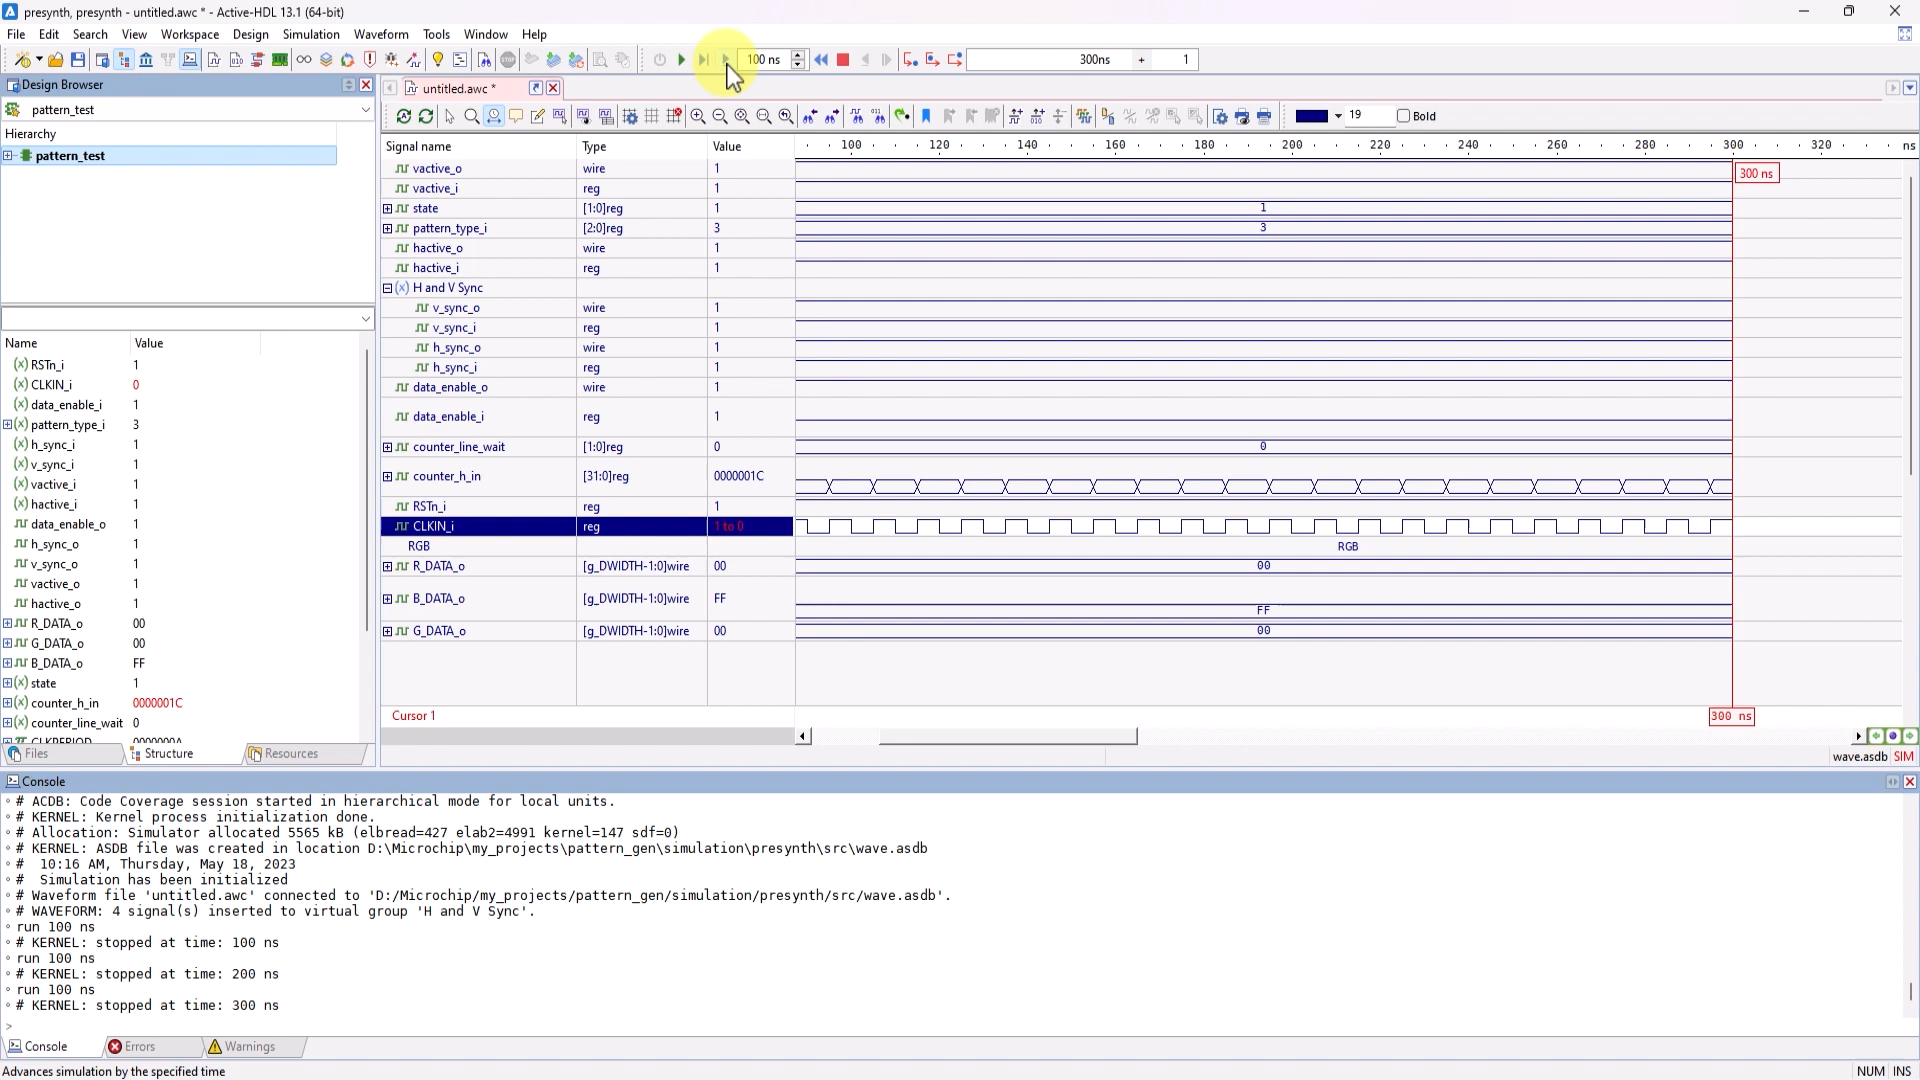 presynth, presynth - untitled.awc * - Active-HDL 13.1 (64-bit)
File Edit Search View Workspace Design Simulation Waveform Tools Window Help
100 ns 300ns + 1
Design Browser
untitled.awc *
pattern_test
19 Bold
Hierarchy
pattern_test
Signal name Type Value 100 120 140 160 180 200 220 240 260 280 300 320 ns
vactive_o wire 1
300 ns
vactive_i reg 1
state [1:0]reg 1 1
pattern_type_i [2:0]reg 3 3
hactive_o wire 1
hactive_i reg 1
H and V Sync
v_sync_o wire 1
v_sync_i reg 1
h_sync_o wire 1
h_sync_i reg 1
data_enable_o wire 1
data_enable_i reg 1
counter_line_wait [1:0]reg 0 0
counter_h_in [31:0]reg 0000001C
RSTn_i reg 1
CLKIN_i reg 1 to 0
RGB RGB
R_DATA_o [g_DWIDTH-1:0]wire 00 00
B_DATA_o [g_DWIDTH-1:0]wire FF FF
G_DATA_o [g_DWIDTH-1:0]wire 00 00
Cursor 1 300 ns
wave.asdb SIM
Name Value
RSTn_i 1
CLKIN_i 0
data_enable_i 1
pattern_type_i 3
h_sync_i 1
v_sync_i 1
vactive_i 1
hactive_i 1
data_enable_o 1
h_sync_o 1
v_sync_o 1
vactive_o 1
hactive_o 1
R_DATA_o 00
G_DATA_o 00
B_DATA_o FF
state 1
counter_h_in 0000001C
counter_line_wait 0
CLKPERIOD 0000000A
Files Structure Resources
Console
# ACDB: Code Coverage session started in hierarchical mode for local units.
# KERNEL: Kernel process initialization done.
# Allocation: Simulator allocated 5565 kB (elbread=427 elab2=4991 kernel=147 sdf=0)
# KERNEL: ASDB file was created in location D:\Microchip\my_projects\pattern_gen\simulation\presynth\src\wave.asdb
# 10:16 AM, Thursday, May 18, 2023
# Simulation has been initialized
# Waveform file 'untitled.awc' connected to 'D:/Microchip/my_projects/pattern_gen/simulation/presynth/src/wave.asdb'.
# WAVEFORM: 4 signal(s) inserted to virtual group 'H and V Sync'.
run 100 ns
# KERNEL: stopped at time: 100 ns
run 100 ns
# KERNEL: stopped at time: 200 ns
run 100 ns
# KERNEL: stopped at time: 300 ns
>
Console Errors Warnings
Advances simulation by the specified time NUM INS